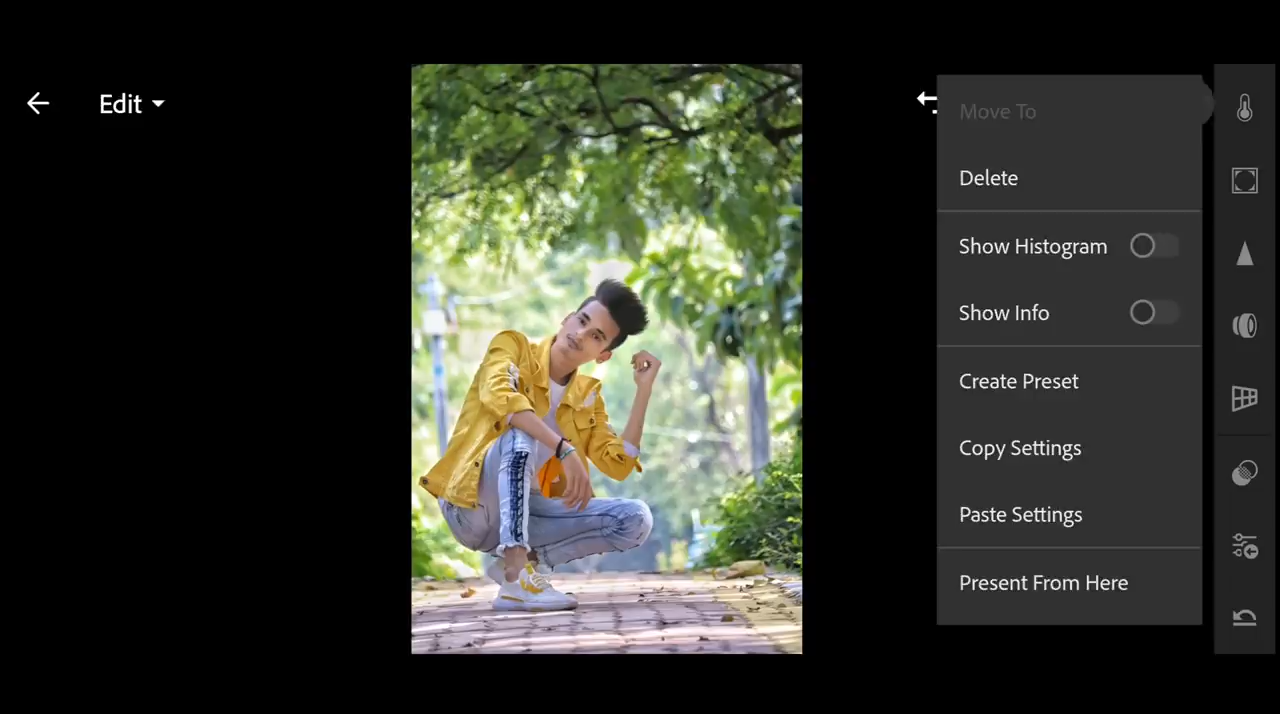 Edit
Move To
Delete
Show Histogram
Show Info
Create Preset
Copy Settings
Paste Settings
Present From Here